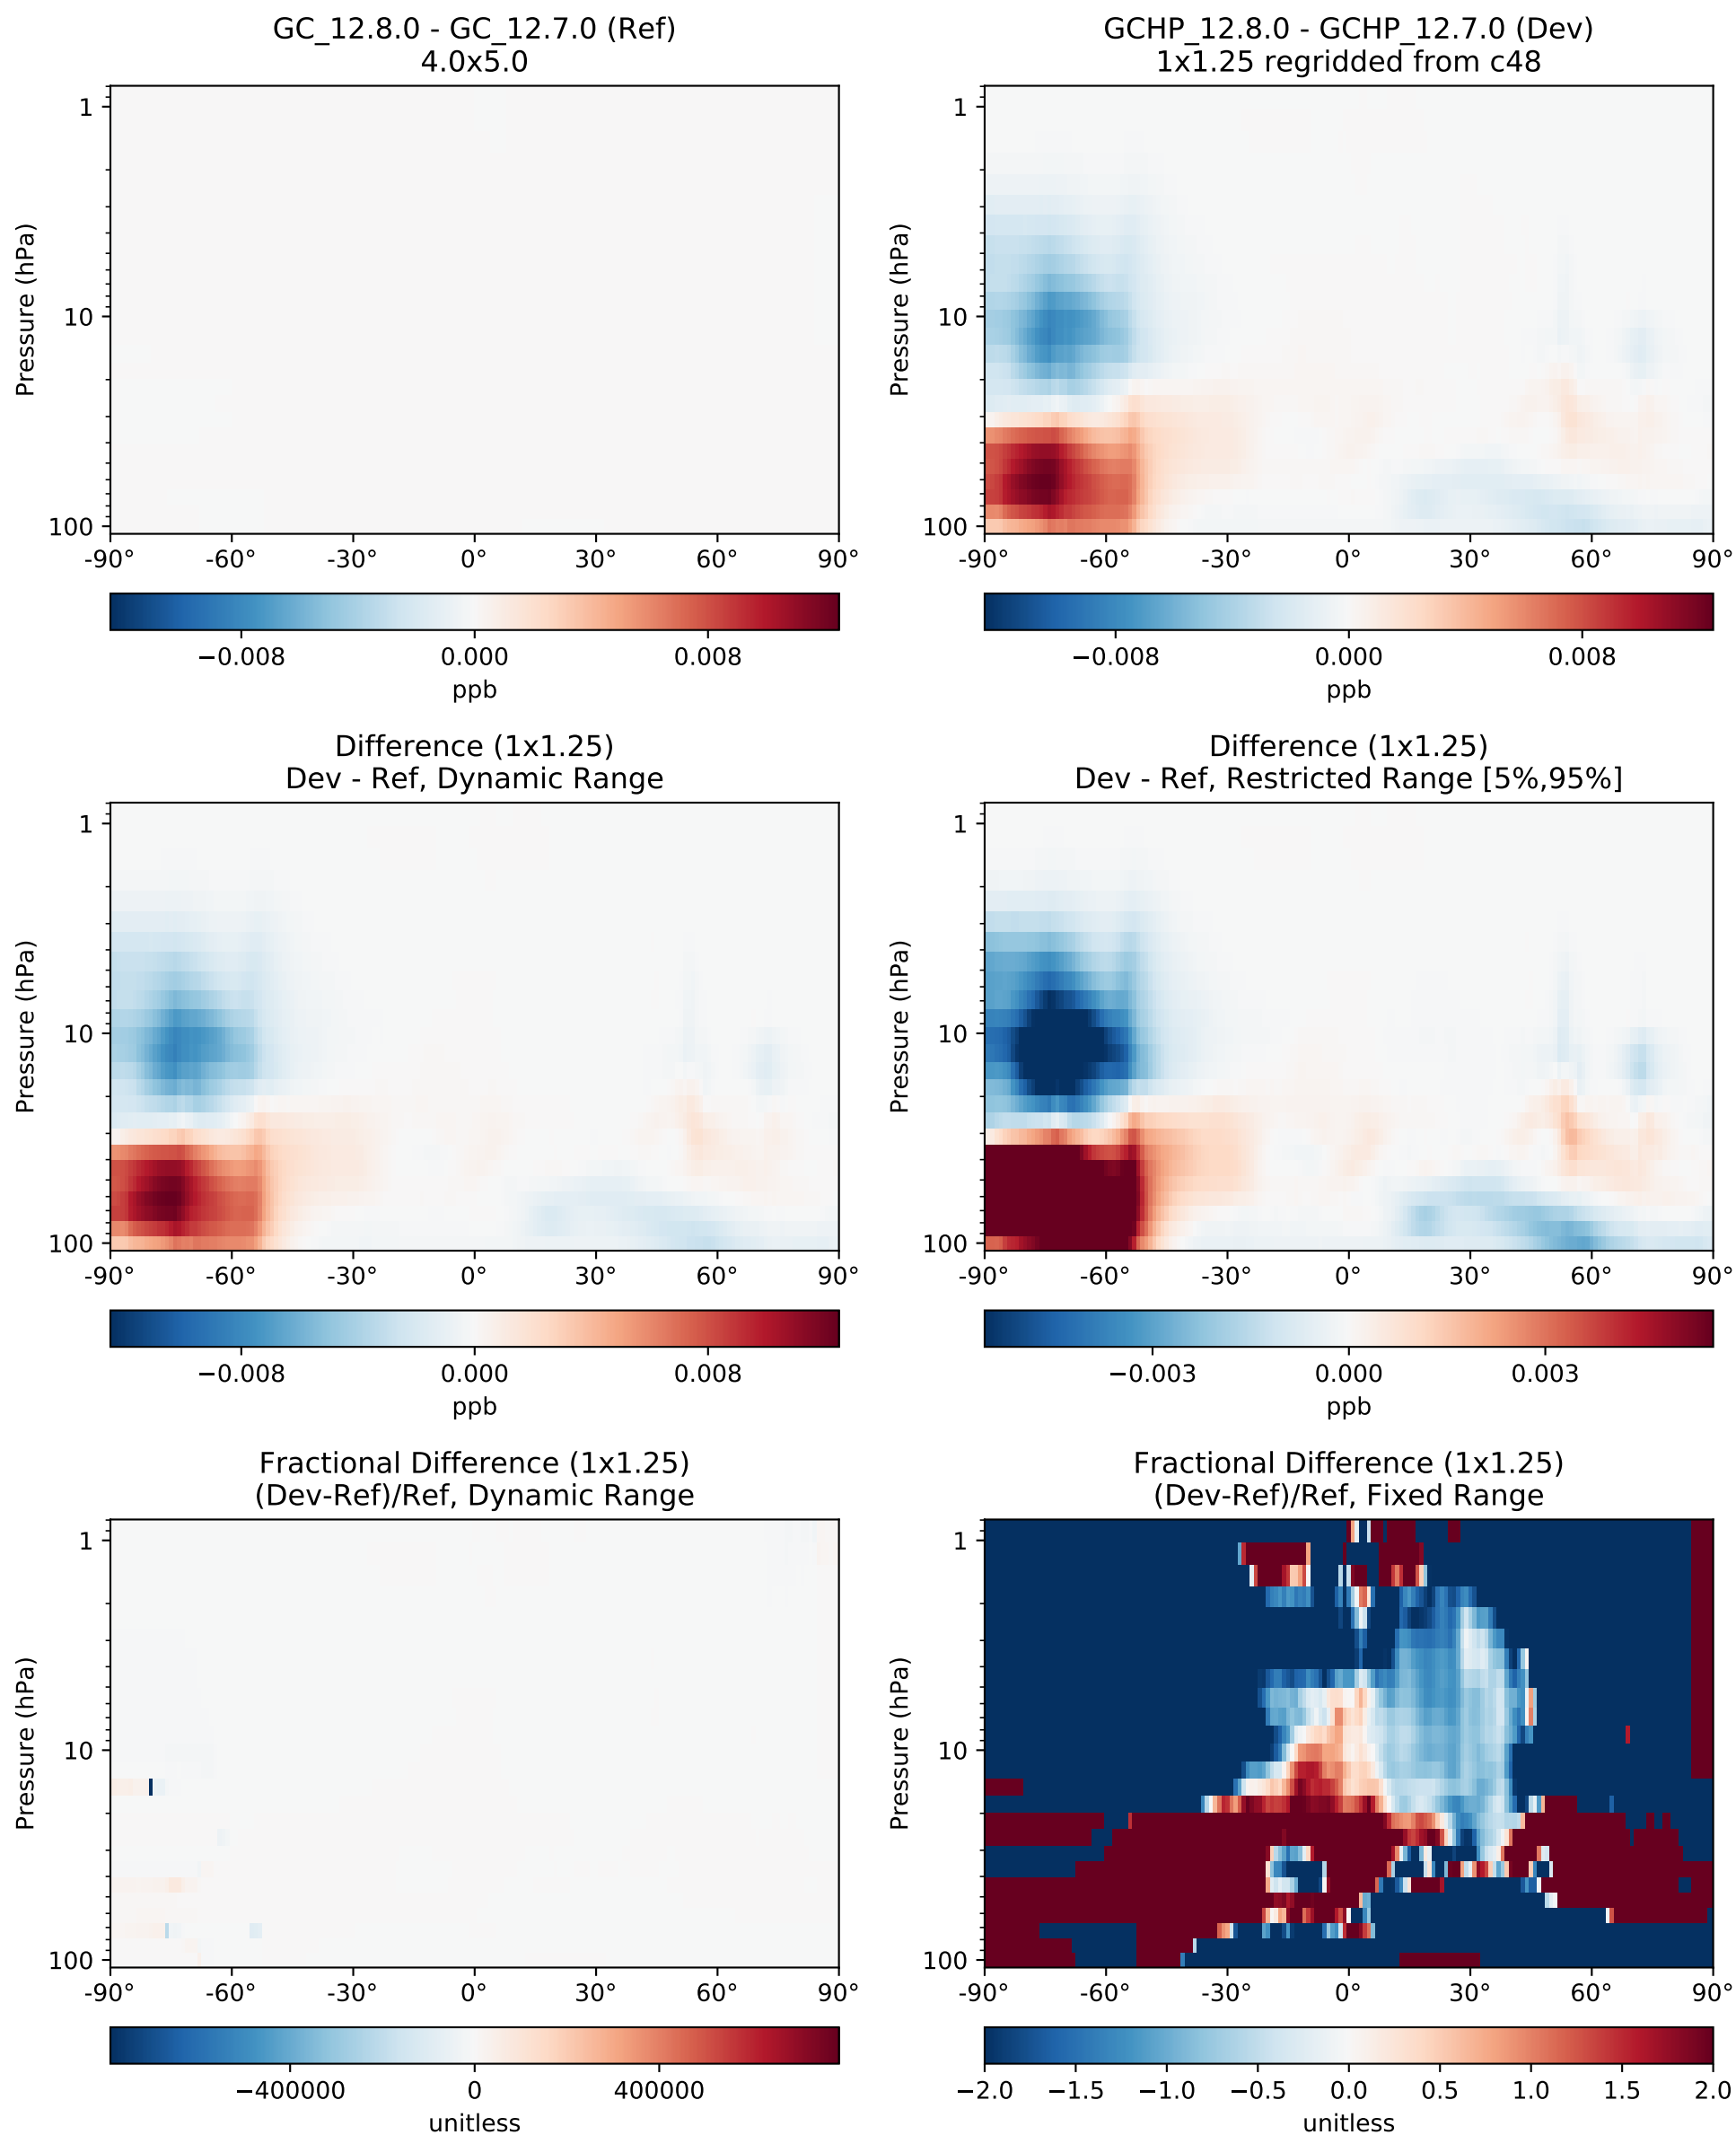 GC_12.8.0 - GC_12.7.0 (Ref)
4.0x5.0
Pressure (hPa)
1
10
100
-90° -60° -30° 0° 30° 60° 90°
−0.008 0.000 0.008
ppb
GCHP_12.8.0 - GCHP_12.7.0 (Dev)
1x1.25 regridded from c48
Pressure (hPa)
1
10
100
-90° -60° -30° 0° 30° 60° 90°
−0.008 0.000 0.008
ppb
Difference (1x1.25)
Dev - Ref, Dynamic Range
Pressure (hPa)
1
10
100
-90° -60° -30° 0° 30° 60° 90°
−0.008 0.000 0.008
ppb
Difference (1x1.25)
Dev - Ref, Restricted Range [5%,95%]
Pressure (hPa)
1
10
100
-90° -60° -30° 0° 30° 60° 90°
−0.003 0.000 0.003
ppb
Fractional Difference (1x1.25)
(Dev-Ref)/Ref, Dynamic Range
Pressure (hPa)
1
10
100
-90° -60° -30° 0° 30° 60° 90°
−400000 0 400000
unitless
Fractional Difference (1x1.25)
(Dev-Ref)/Ref, Fixed Range
Pressure (hPa)
1
10
100
-90° -60° -30° 0° 30° 60° 90°
−2.0 −1.5 −1.0 −0.5 0.0 0.5 1.0 1.5 2.0
unitless